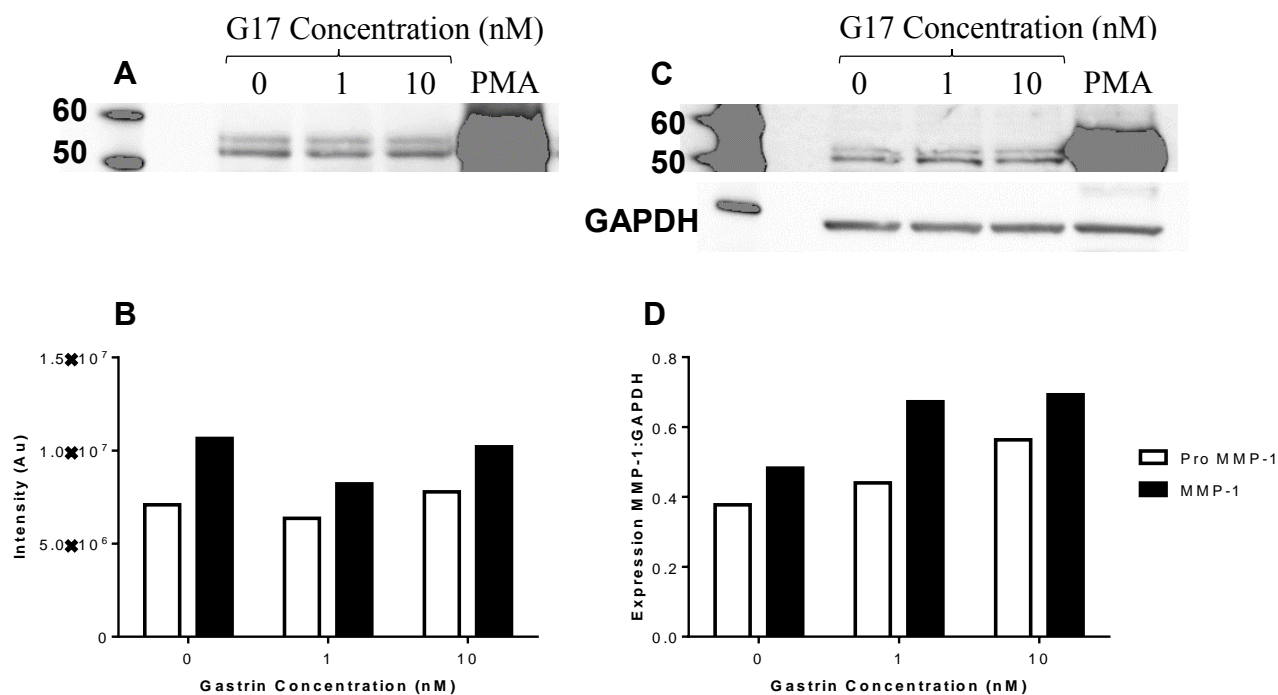 G17 Concentration (nM)
A
0 1 10 PMA
60
50
G17 Concentration (nM)
C
0 1 10 PMA
60
50
GAPDH
B
1.5✖10⁷
1.0✖10⁷
5.0✖10⁶
0
Intensity (Au)
0 1 10
Gastrin Concentration (nM)
D
0.8
0.6
0.4
0.2
0.0
Expression MMP-1:GAPDH
0 1 10
Gastrin Concentration (nM)
Pro MMP-1
MMP-1